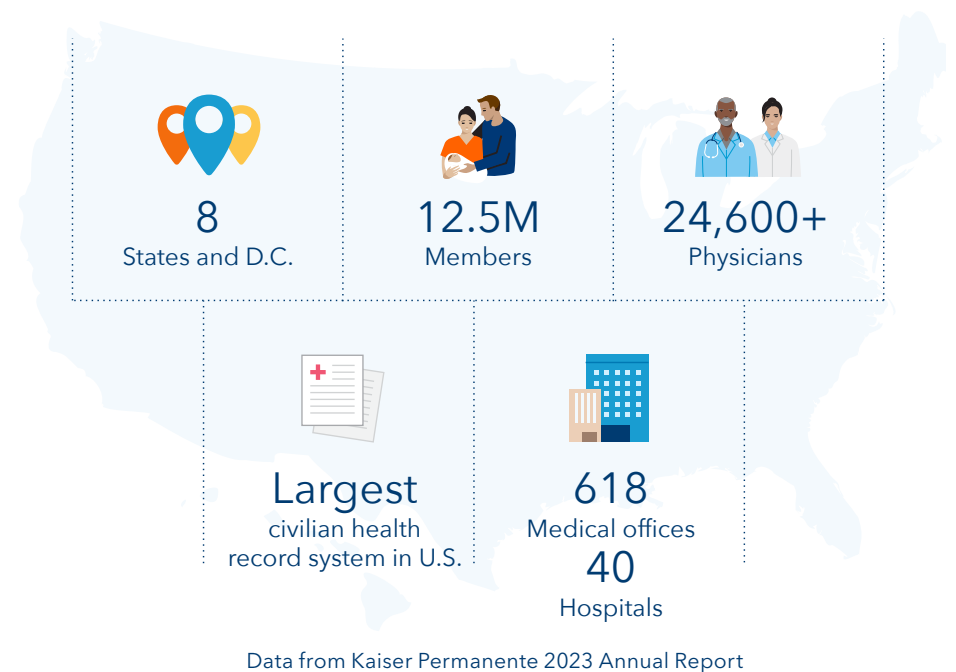 8
States and D.C.
12.5M
Members
24,600+
Physicians
Largest
civilian health
record system in U.S.
618
Medical offices
40
Hospitals
Data from Kaiser Permanente 2023 Annual Report